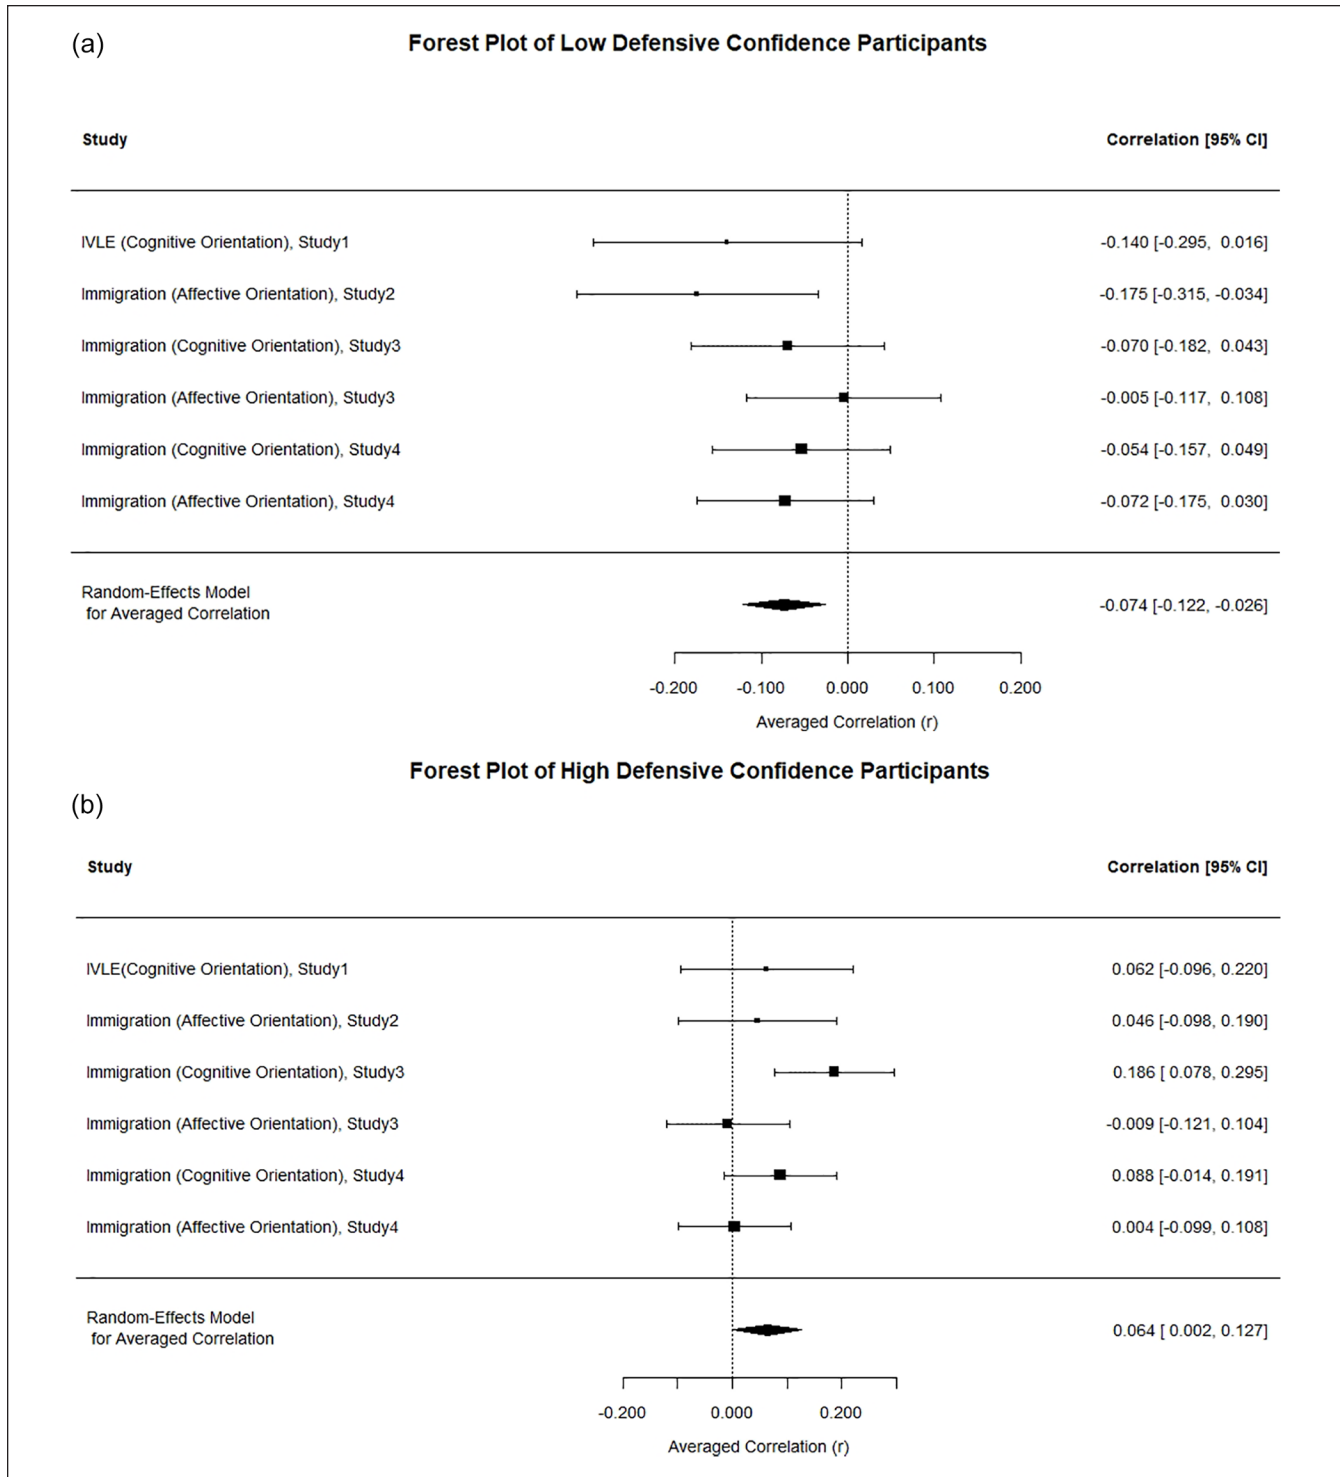 (a)
Forest Plot of Low Defensive Confidence Participants
Study Correlation [95% CI]
IVLE (Cognitive Orientation), Study1 -0.140 [-0.295, 0.016]
Immigration (Affective Orientation), Study2 -0.175 [-0.315, -0.034]
Immigration (Cognitive Orientation), Study3 -0.070 [-0.182, 0.043]
Immigration (Affective Orientation), Study3 -0.005 [-0.117, 0.108]
Immigration (Cognitive Orientation), Study4 -0.054 [-0.157, 0.049]
Immigration (Affective Orientation), Study4 -0.072 [-0.175, 0.030]
Random-Effects Model
for Averaged Correlation -0.074 [-0.122, -0.026]
-0.200 -0.100 0.000 0.100 0.200
Averaged Correlation (r)
Forest Plot of High Defensive Confidence Participants
(b)
Study Correlation [95% CI]
IVLE(Cognitive Orientation), Study1 0.062 [-0.096, 0.220]
Immigration (Affective Orientation), Study2 0.046 [-0.098, 0.190]
Immigration (Cognitive Orientation), Study3 0.186 [ 0.078, 0.295]
Immigration (Affective Orientation), Study3 -0.009 [-0.121, 0.104]
Immigration (Cognitive Orientation), Study4 0.088 [-0.014, 0.191]
Immigration (Affective Orientation), Study4 0.004 [-0.099, 0.108]
Random-Effects Model
for Averaged Correlation 0.064 [ 0.002, 0.127]
-0.200 0.000 0.200
Averaged Correlation (r)